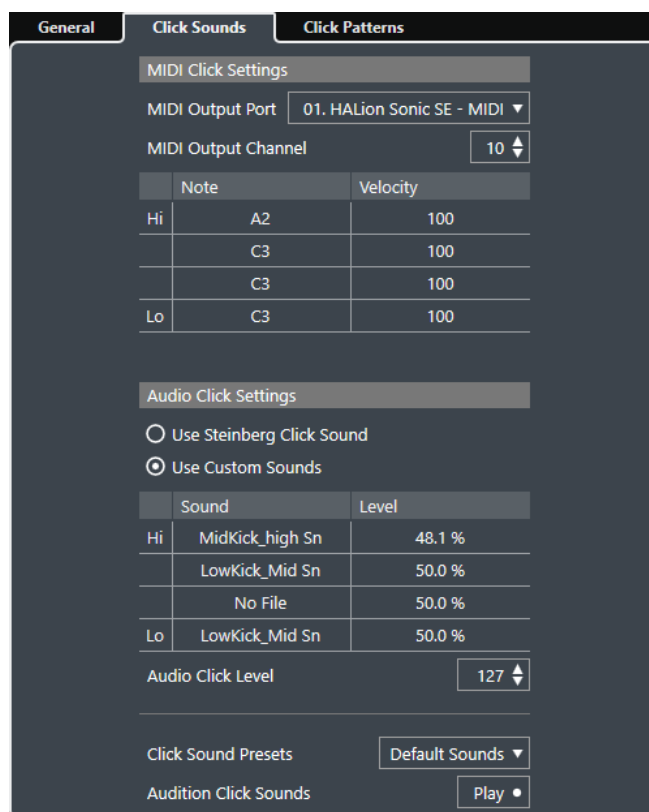 General Click Sounds Click Patterns
MIDI Click Settings
MIDI Output Port 01. HALion Sonic SE - MIDI
MIDI Output Channel 10
Note Velocity
Hi A2 100
C3 100
C3 100
Lo C3 100
Audio Click Settings
Use Steinberg Click Sound
Use Custom Sounds
Sound Level
Hi MidKick_high Sn 48.1 %
LowKick_Mid Sn 50.0 %
No File 50.0 %
Lo LowKick_Mid Sn 50.0 %
Audio Click Level 127
Click Sound Presets Default Sounds
Audition Click Sounds Play